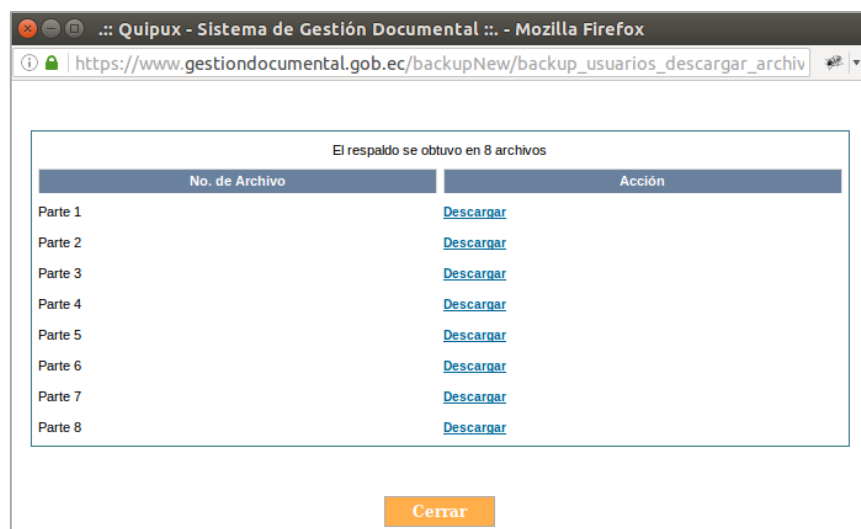 .:: Quipux - Sistema de Gestión Documental ::. - Mozilla Firefox
https://www.gestiondocumental.gob.ec/backupNew/backup_usuarios_descargar_archiv
El respaldo se obtuvo en 8 archivos
No. de Archivo Acción
Parte 1 Descargar
Parte 2 Descargar
Parte 3 Descargar
Parte 4 Descargar
Parte 5 Descargar
Parte 6 Descargar
Parte 7 Descargar
Parte 8 Descargar
Cerrar